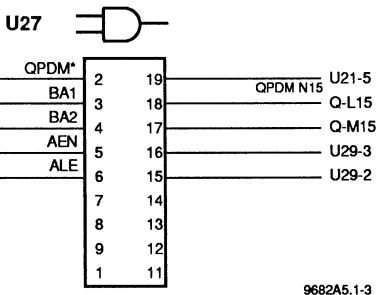 U27
QPDM* 2 19 U21-5
QPDM N15
BA1 3 18 Q-L15
BA2 4 17 Q-M15
AEN 5 16 U29-3
ALE 6 15 U29-2
7 14
8 13
9 12
1 11
9682A5.1-3